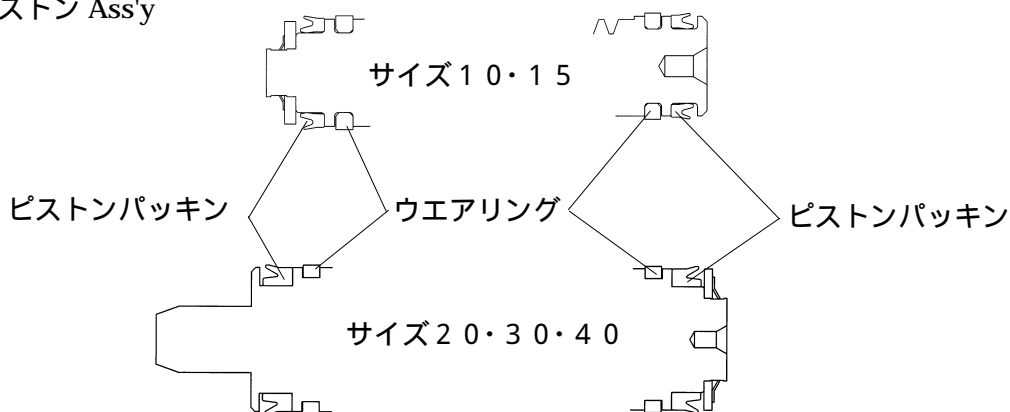 ストン Ass'y
サイズ１０・１５
ピストンパッキン
ウエアリング
ピストンパッキン
サイズ２０・３０・４０